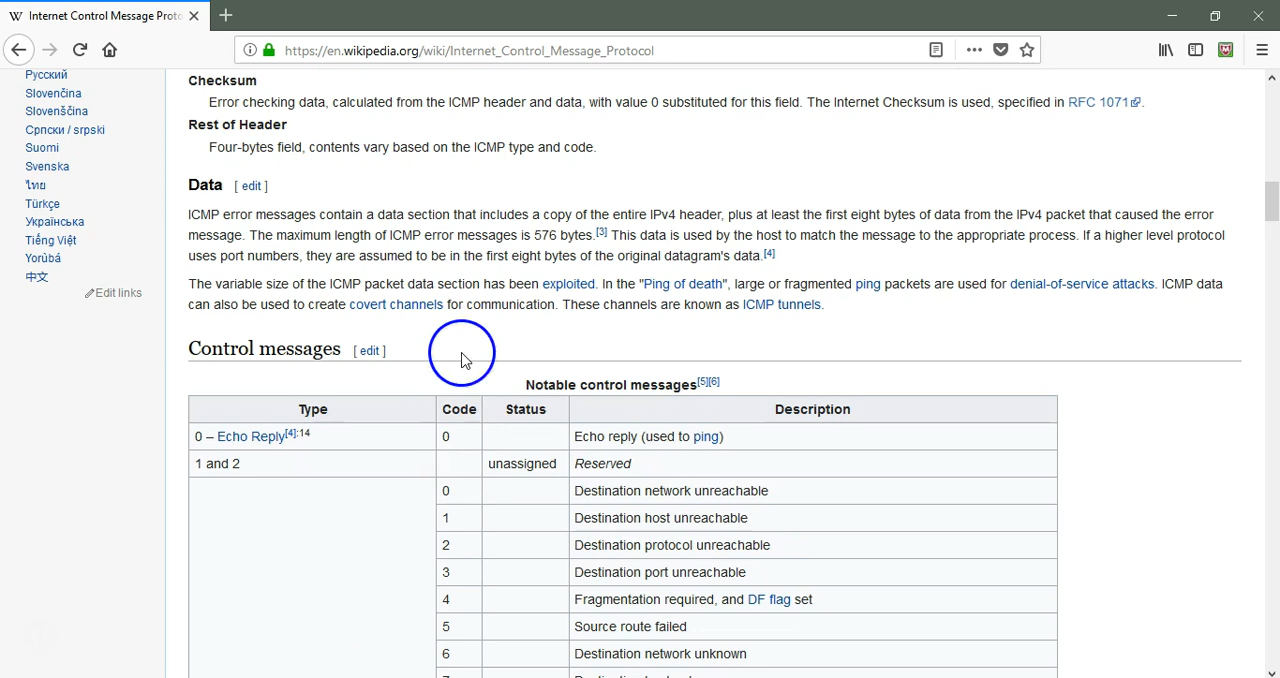 W Internet Control Message Proto
https://en.wikipedia.org/wiki/Internet_Control_Message_Protocol
Русский
Slovenčina
Slovenščina
Српски / srpski
Suomi
Svenska
ไทย
Türkçe
Українська
Tiếng Việt
Yorùbá
中文
Edit links
Checksum
Error checking data, calculated from the ICMP header and data, with value 0 substituted for this field. The Internet Checksum is used, specified in RFC 1071.
Rest of Header
Four-bytes field, contents vary based on the ICMP type and code.
Data [ edit ]
ICMP error messages contain a data section that includes a copy of the entire IPv4 header, plus at least the first eight bytes of data from the IPv4 packet that caused the error
message. The maximum length of ICMP error messages is 576 bytes.[3] This data is used by the host to match the message to the appropriate process. If a higher level protocol
uses port numbers, they are assumed to be in the first eight bytes of the original datagram's data.[4]
The variable size of the ICMP packet data section has been exploited. In the "Ping of death", large or fragmented ping packets are used for denial-of-service attacks. ICMP data
can also be used to create covert channels for communication. These channels are known as ICMP tunnels.
Control messages [ edit ]
Notable control messages[5][6]
Type Code Status Description
0 – Echo Reply[4]:14 0 Echo reply (used to ping)
1 and 2 unassigned Reserved
0 Destination network unreachable
1 Destination host unreachable
2 Destination protocol unreachable
3 Destination port unreachable
4 Fragmentation required, and DF flag set
5 Source route failed
6 Destination network unknown